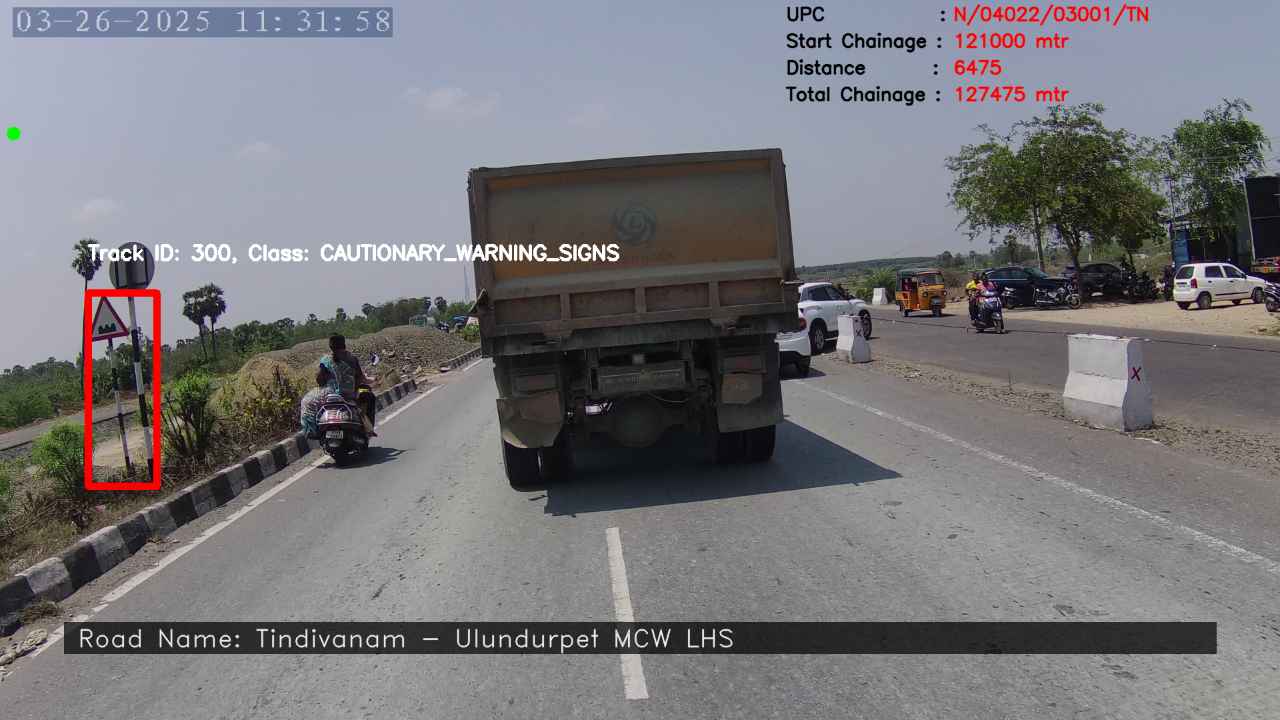 03-26-2025 11:31:58
UPC : N/04022/03001/TN
Start Chainage : 121000 mtr
Distance : 6475
Total Chainage : 127475 mtr
Track ID: 300, Class: CAUTIONARY_WARNING_SIGNS
X
Road Name: Tindivanam - Ulundurpet MCW LHS